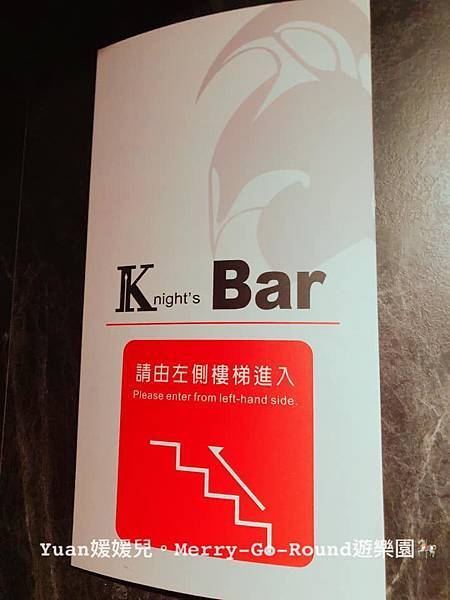 Knight's Bar
請由左側樓梯進入
Please enter from left-hand side.
Yuan媛媛兒。Merry-Go-Round遊樂園